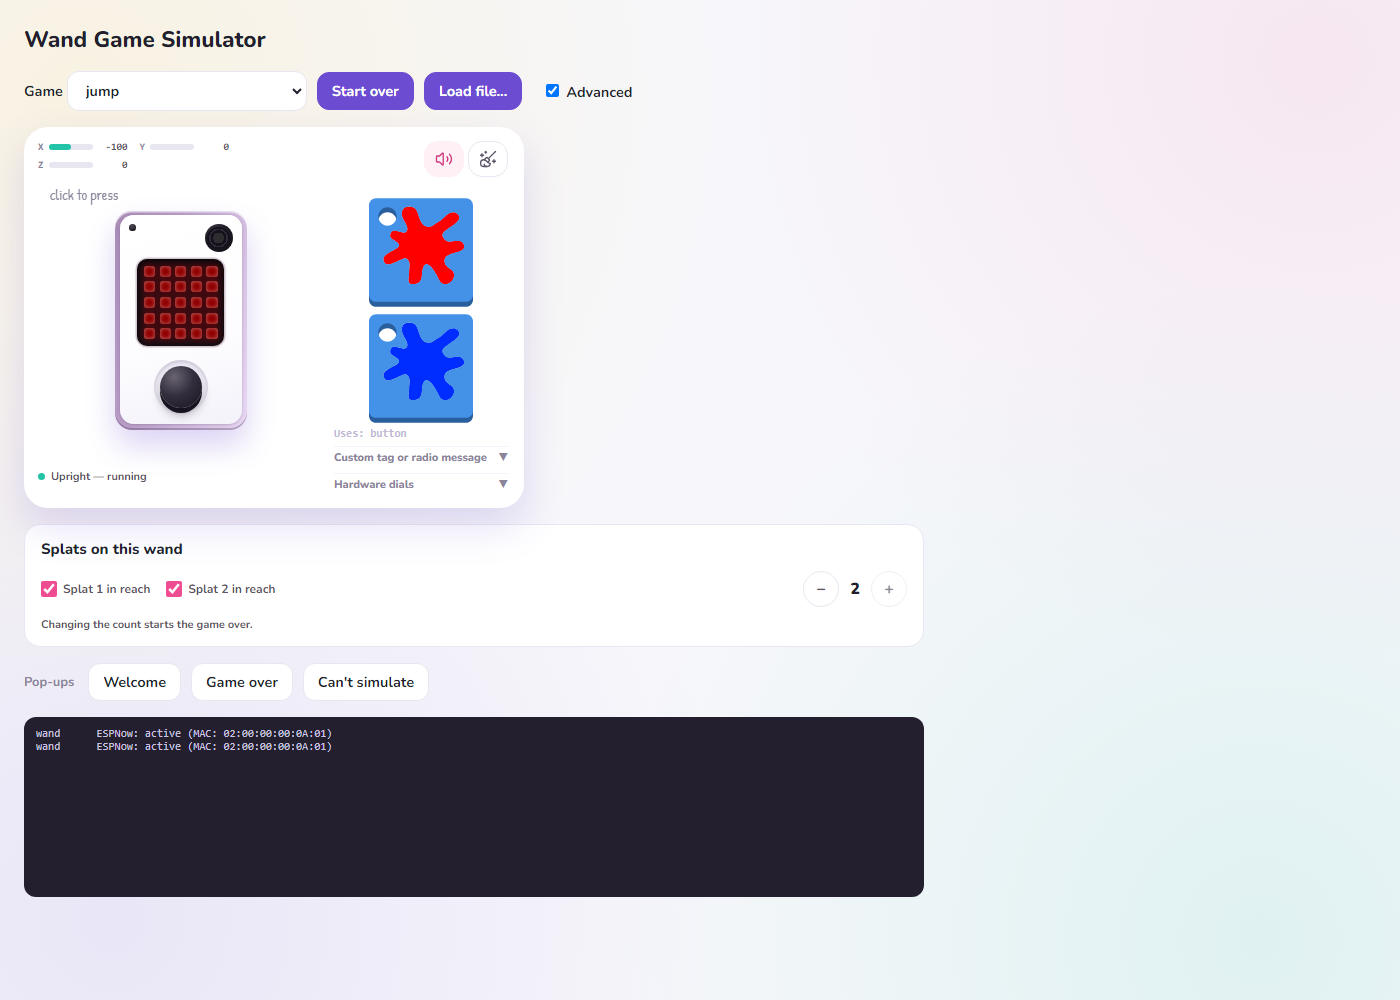 Wand Game Simulator
Game jump Start over Load file... Advanced
X -100 Y 0
Z 0
click to press
Uses: button
Custom tag or radio message ▼
Hardware dials ▼
Upright — running
Splats on this wand
Splat 1 in reach Splat 2 in reach − 2 +
Changing the count starts the game over.
Pop-ups Welcome Game over Can't simulate
wand ESPNow: active (MAC: 02:00:00:00:0A:01)
wand ESPNow: active (MAC: 02:00:00:00:0A:01)